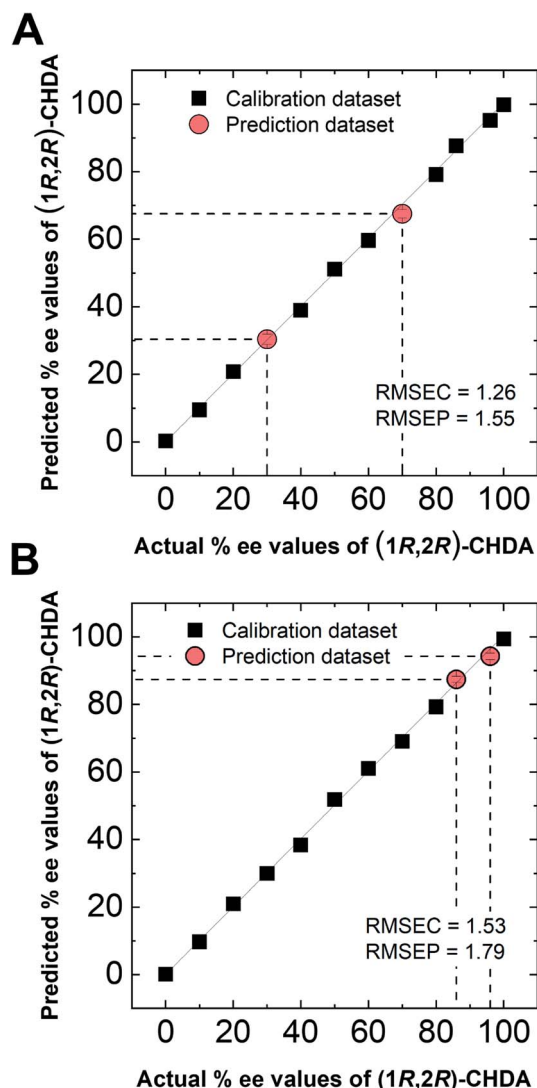 A
Predicted % ee values of (1R,2R)-CHDA
100
80
60
40
20
0
Calibration dataset
Prediction dataset
RMSEC = 1.26
RMSEP = 1.55
0 20 40 60 80 100
Actual % ee values of (1R,2R)-CHDA
B
Predicted % ee values of (1R,2R)-CHDA
100
80
60
40
20
0
Calibration dataset
Prediction dataset
RMSEC = 1.53
RMSEP = 1.79
0 20 40 60 80 100
Actual % ee values of (1R,2R)-CHDA